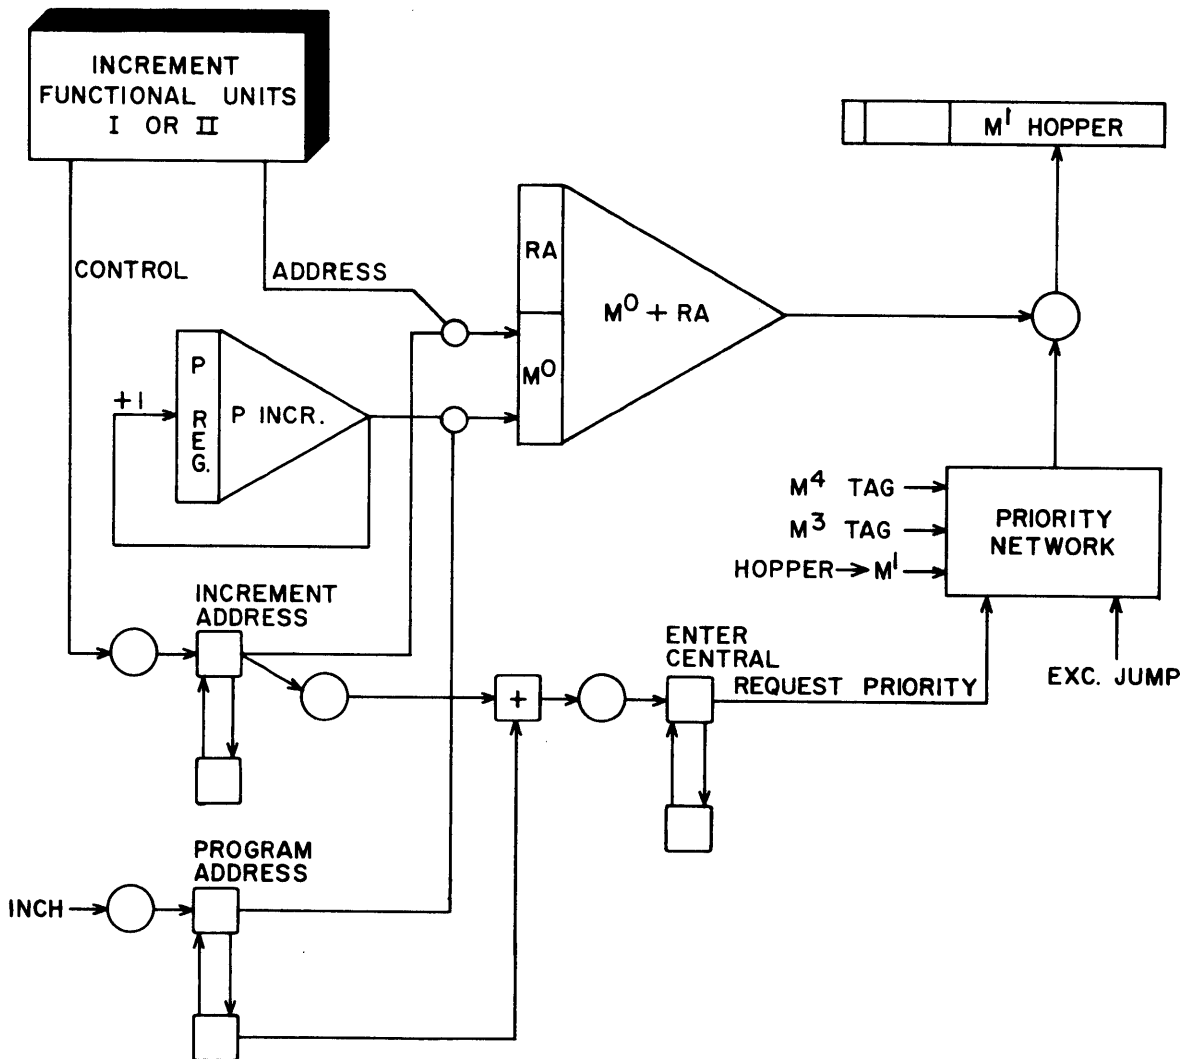 INCREMENT
FUNCTIONAL UNITS
I OR II
M¹ HOPPER
CONTROL
ADDRESS
RA
M⁰ + RA
M⁰
+1
P
REG.
P INCR.
M⁴ TAG
M³ TAG
HOPPER→M¹
PRIORITY
NETWORK
INCREMENT
ADDRESS
ENTER
CENTRAL
REQUEST PRIORITY
EXC. JUMP
+
PROGRAM
ADDRESS
INCH